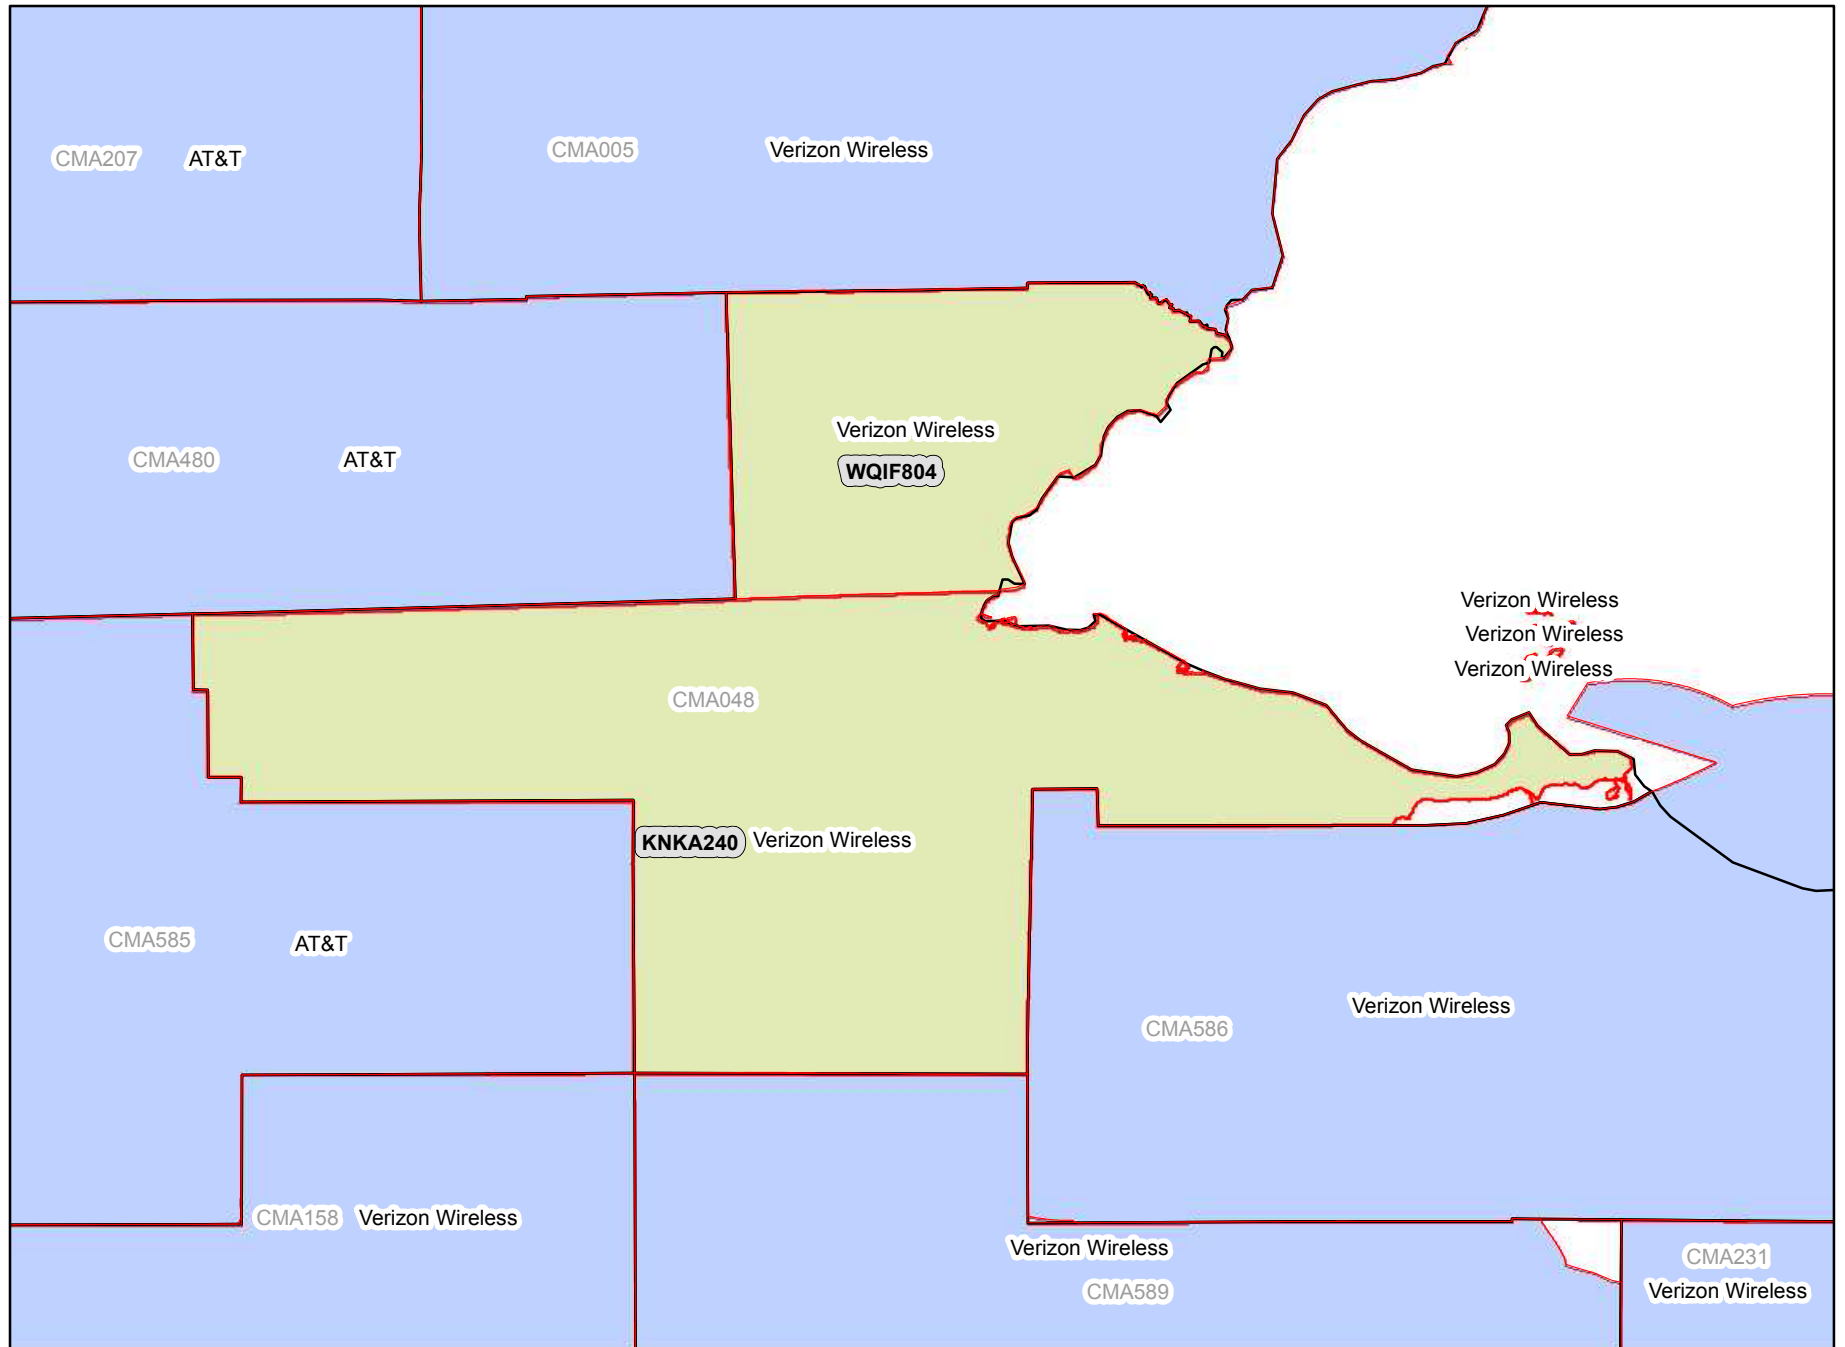 CMA207 AT&T
CMA005 Verizon Wireless
Verizon Wireless
CMA480 AT&T
WQIF804
Verizon Wireless
Verizon Wireless
Verizon Wireless
CMA048
KNKA240 Verizon Wireless
CMA585 AT&T
Verizon Wireless
CMA586
CMA158 Verizon Wireless
Verizon Wireless
CMA589
CMA231
Verizon Wireless